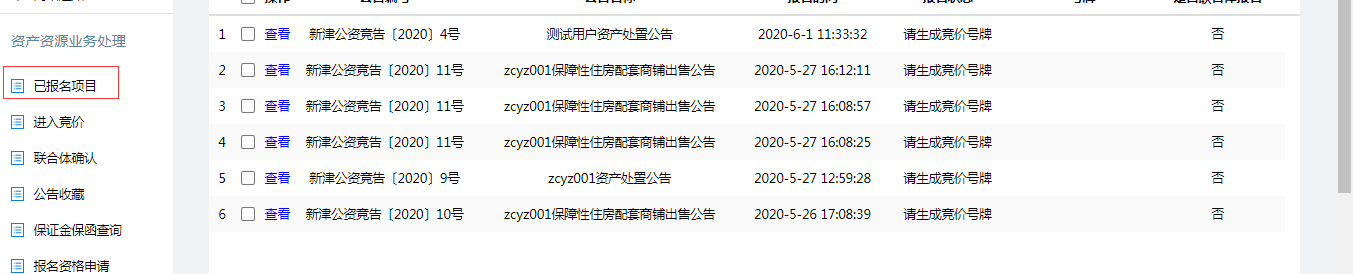 资产资源业务处理
已报名项目
进入竞价
联合体确认
公告收藏
保证金保函查询
报名资格申请
1 查看 新津公资竞告〔2020〕4号 测试用户资产处置公告 2020-6-1 11:33:32 请生成竞价号牌 否
2 查看 新津公资竞告〔2020〕11号 zcyz001保障性住房配套商铺出售公告 2020-5-27 16:12:11 请生成竞价号牌 否
3 查看 新津公资竞告〔2020〕11号 zcyz001保障性住房配套商铺出售公告 2020-5-27 16:08:57 请生成竞价号牌 否
4 查看 新津公资竞告〔2020〕11号 zcyz001保障性住房配套商铺出售公告 2020-5-27 16:08:25 请生成竞价号牌 否
5 查看 新津公资竞告〔2020〕9号 zcyz001资产处置公告 2020-5-27 12:59:28 请生成竞价号牌 否
6 查看 新津公资竞告〔2020〕10号 zcyz001保障性住房配套商铺出售公告 2020-5-26 17:08:39 请生成竞价号牌 否